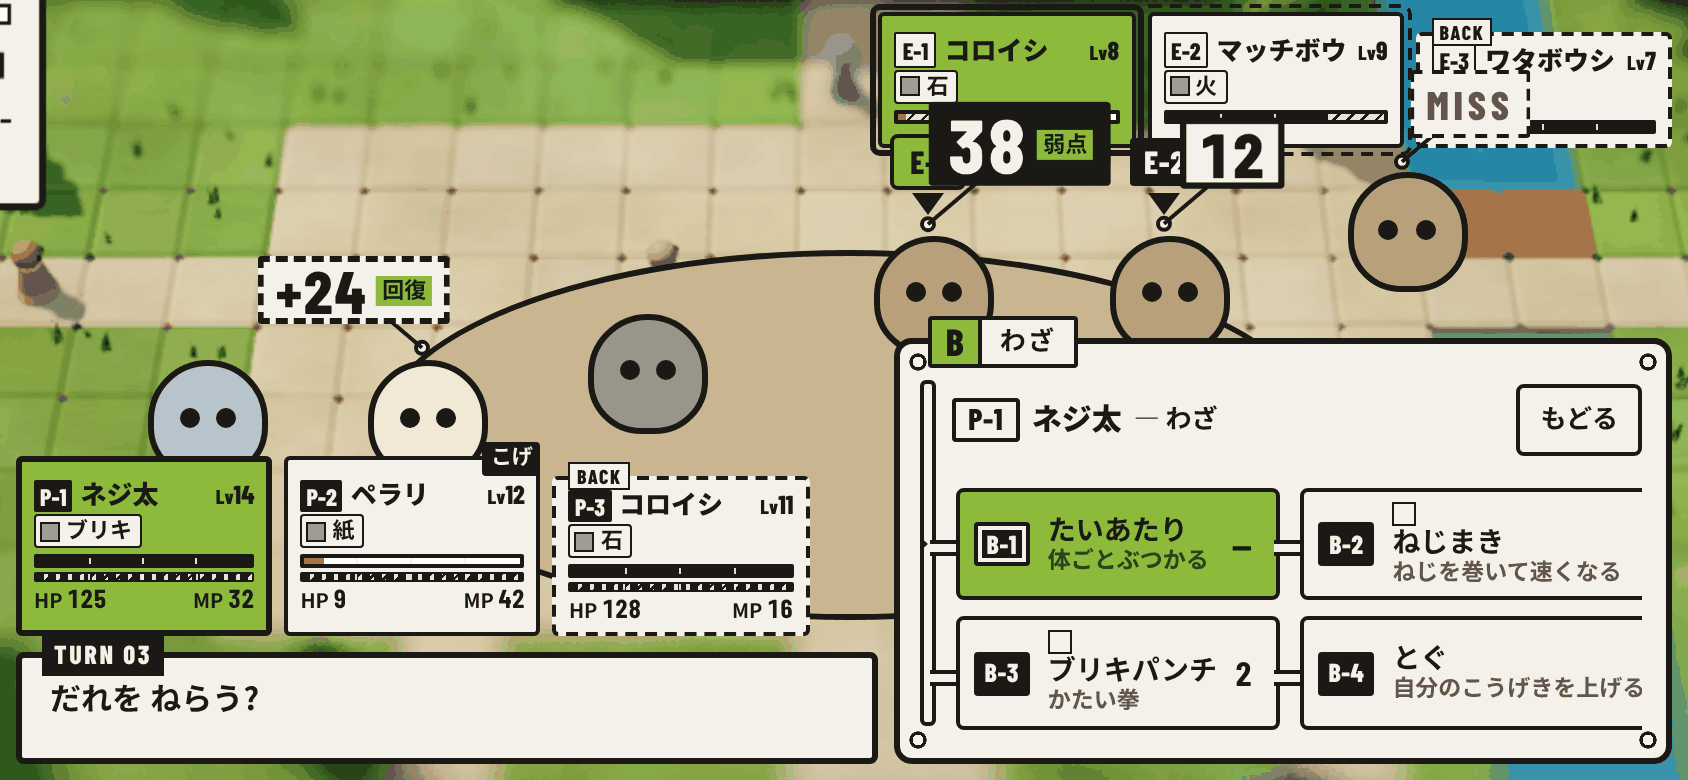 E-1 コロイシ Lv8
石
E-2 マッチボウ Lv9
火
BACK
E-3 ワタボウシ Lv7
MISS
38 弱点
E-2 12
+24 回復
B わざ
P-1 ネジ太 — わざ
もどる
B-1 たいあたり –
体ごとぶつかる
B-2 ねじまき
ねじを巻いて速くなる
B-3 ブリキパンチ 2
かたい拳
B-4 とぐ
自分のこうげきを上げる
P-1 ネジ太 Lv14
ブリキ
HP 125 MP 32
こげ
P-2 ペラリ Lv12
紙
HP 9 MP 42
BACK
P-3 コロイシ Lv11
石
HP 128 MP 16
TURN 03
だれを ねらう?